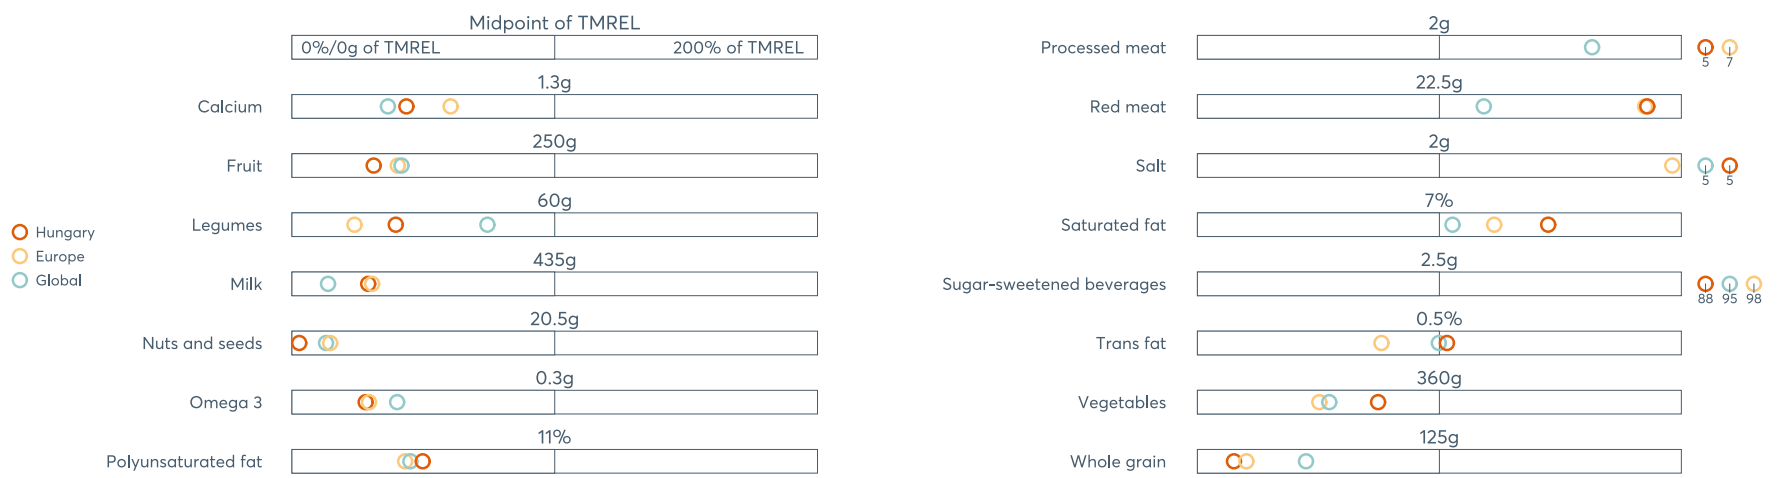 Midpoint of TMREL
0%/0g of TMREL 200% of TMREL
1.3g
Calcium
250g
Fruit
60g
Legumes
435g
Milk
20.5g
Nuts and seeds
0.3g
Omega 3
11%
Polyunsaturated fat
Hungary
Europe
Global
2g
Processed meat
5 7
22.5g
Red meat
2g
Salt
5 5
7%
Saturated fat
2.5g
Sugar-sweetened beverages
88 95 98
0.5%
Trans fat
360g
Vegetables
125g
Whole grain